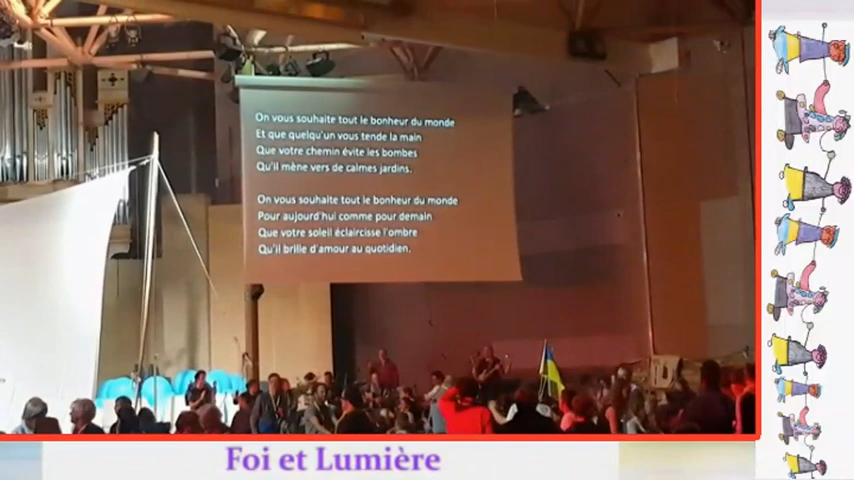 On vous souhaite tout le bonheur du monde
Et que quelqu'un vous tende la main
Que votre chemin évite les bombes
Qu'il mène vers de calmes jardins.
On vous souhaite tout le bonheur du monde
Pour aujourd'hui comme pour demain
Que votre soleil éclaircisse l'ombre
Qu'il brille d'amour au quotidien.
Foi et Lumière